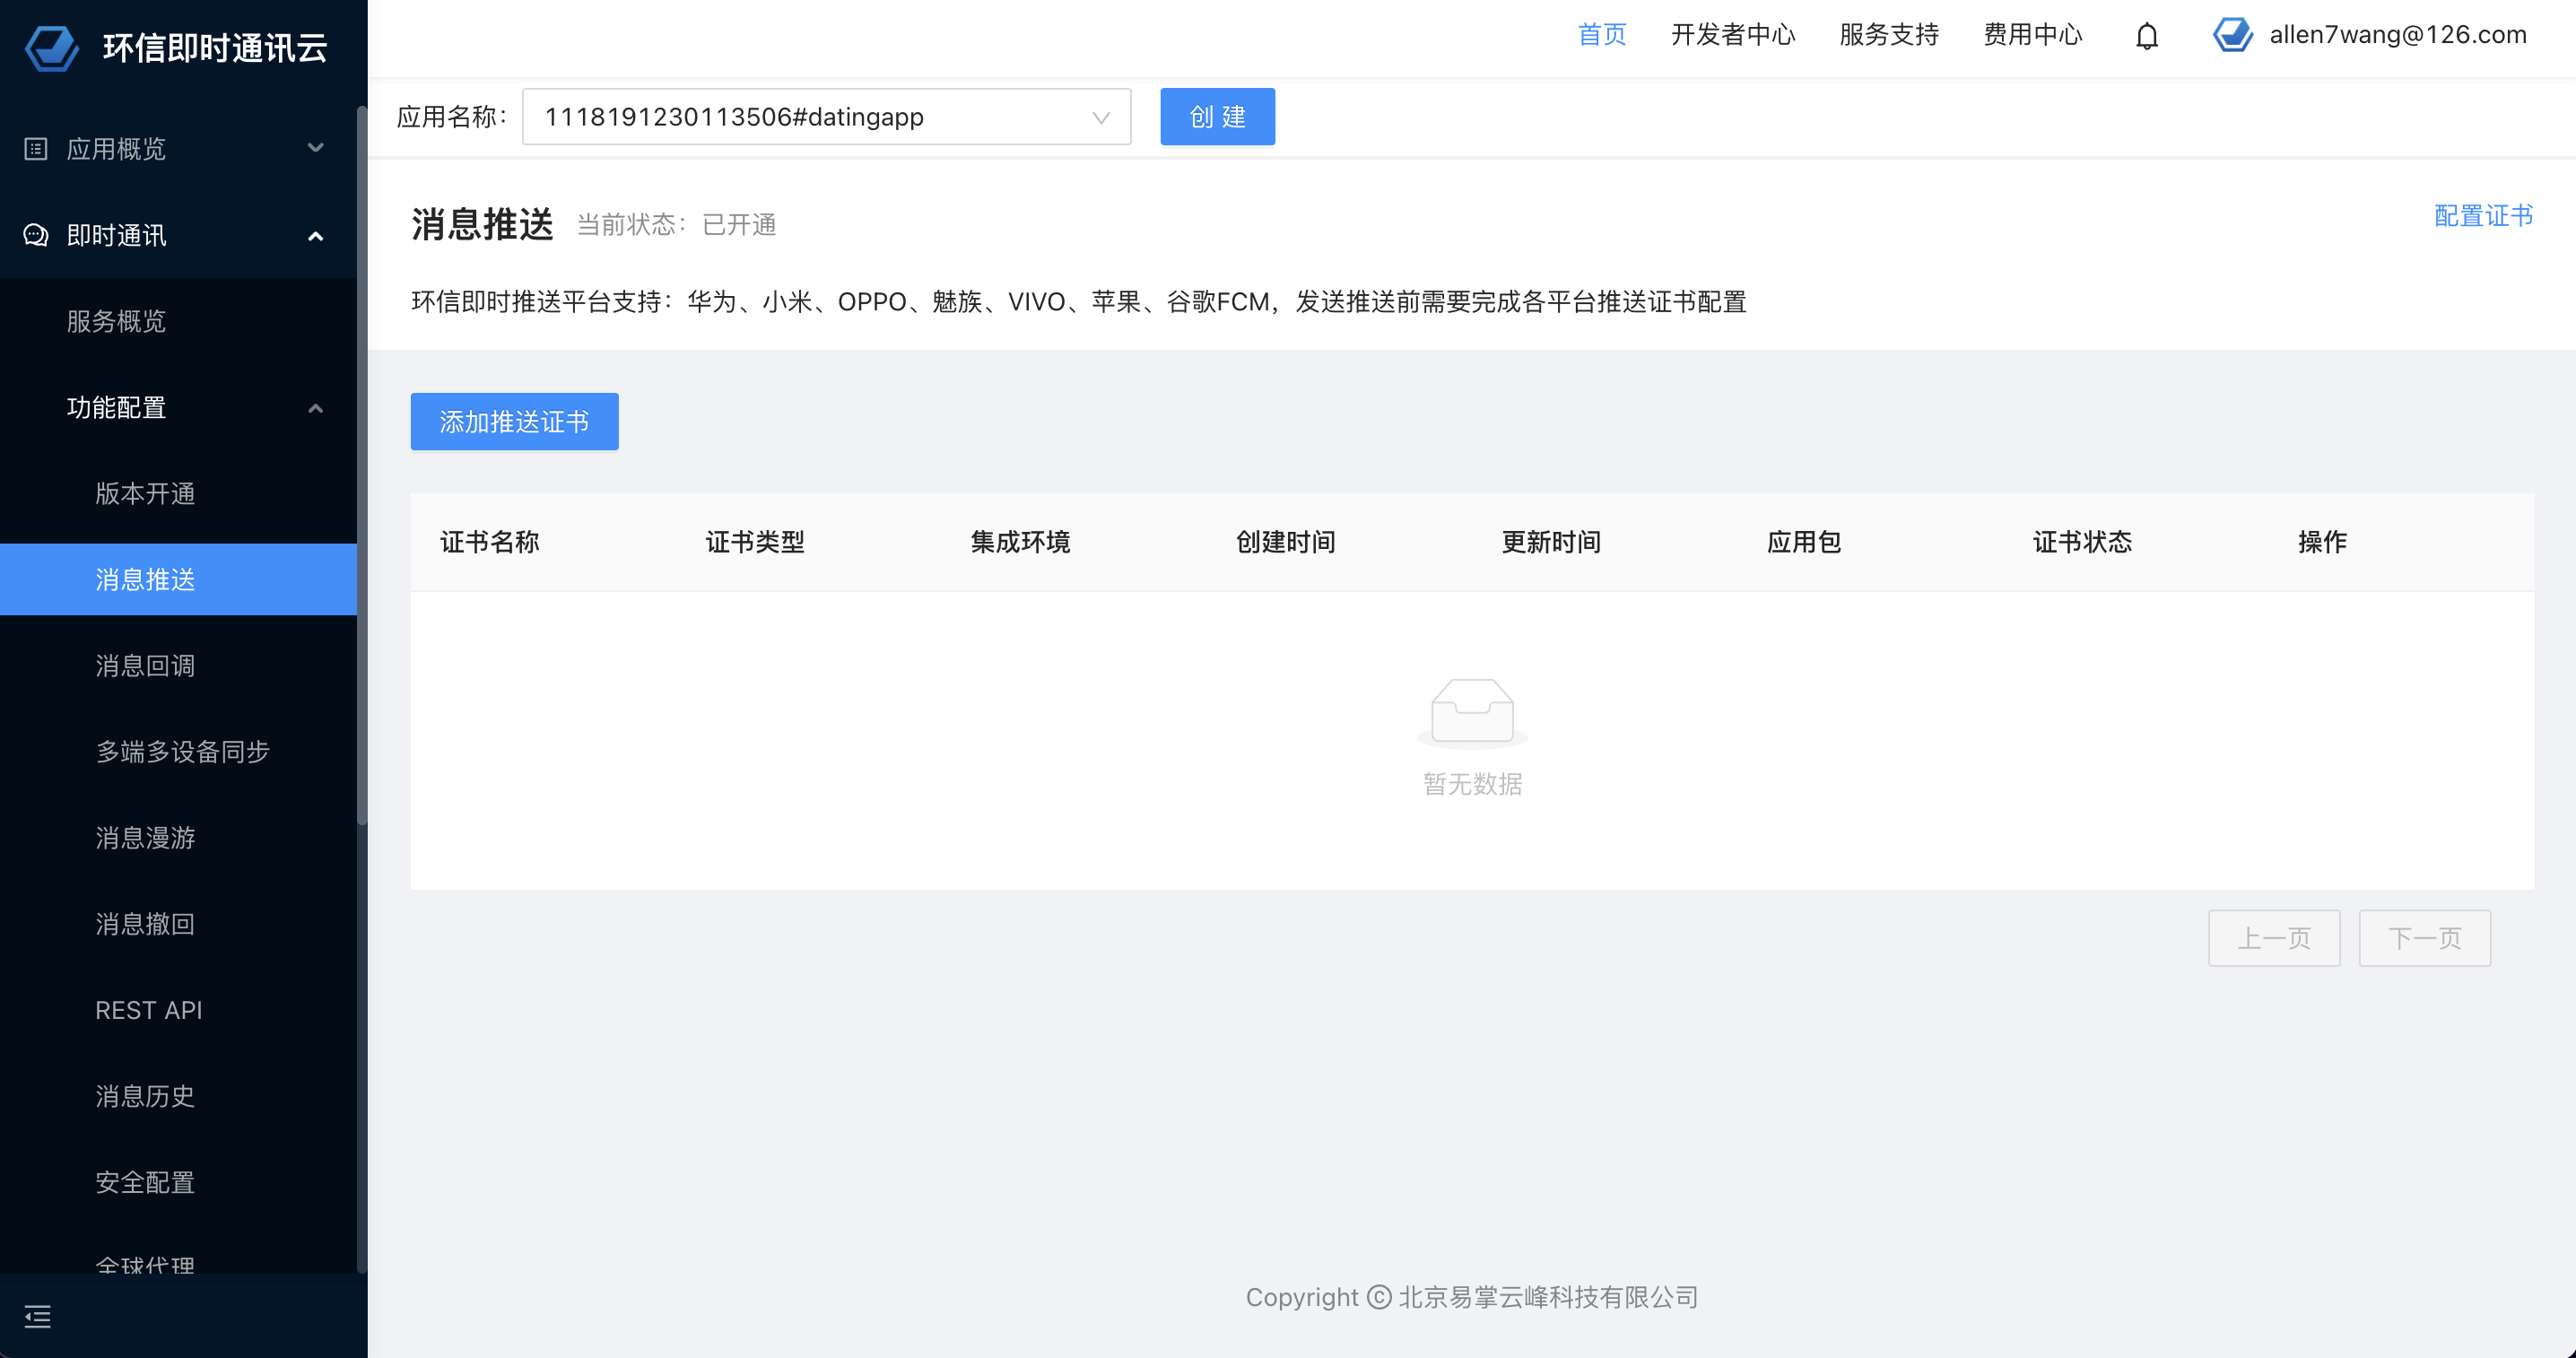 环信即时通讯云
首页
开发者中心
服务支持
费用中心
allen7wang@126.com
应用名称：
1118191230113506#datingapp
创 建
应用概览
即时通讯
服务概览
功能配置
版本开通
消息推送
消息回调
多端多设备同步
消息漫游
消息撤回
REST API
消息历史
安全配置
全球代理
消息推送 当前状态：已开通
配置证书
环信即时推送平台支持：华为、小米、OPPO、魅族、VIVO、苹果、谷歌FCM，发送推送前需要完成各平台推送证书配置
添加推送证书
证书名称 证书类型 集成环境 创建时间 更新时间 应用包 证书状态 操作
暂无数据
上一页 下一页
Copyright © 北京易掌云峰科技有限公司